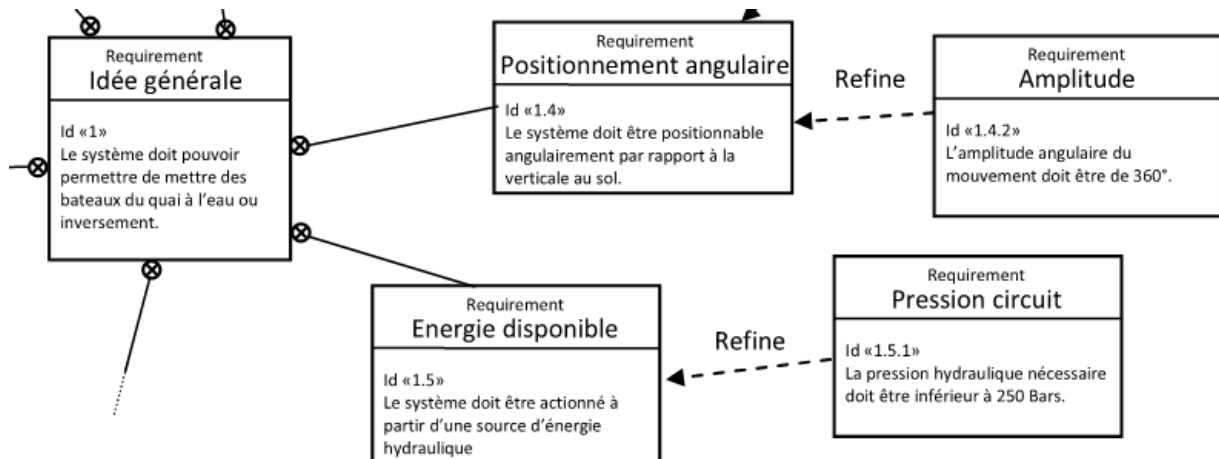 Requirement
Idée générale
Id «1»
Le système doit pouvoir
permettre de mettre des
bateaux du quai à l'eau ou
inversement.
Requirement
Positionnement angulaire
Id «1.4»
Le système doit être positionnable
angulairement par rapport à la
verticale au sol.
Refine
Requirement
Amplitude
Id «1.4.2»
L'amplitude angulaire du
mouvement doit être de 360°.
Requirement
Energie disponible
Id «1.5»
Le système doit être actionné à
partir d'une source d'énergie
hydraulique
Refine
Requirement
Pression circuit
Id «1.5.1»
La pression hydraulique nécessaire
doit être inférieur à 250 Bars.